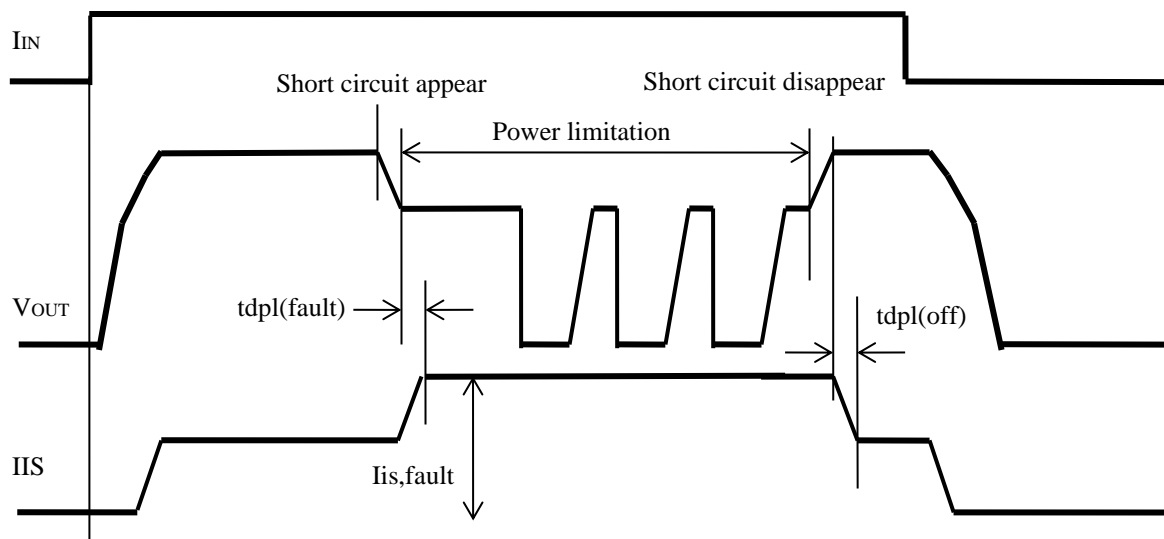 IIN
Short circuit appear
Short circuit disappear
Power limitation
VOUT
tdpl(fault)
tdpl(off)
IIS
Iis,fault